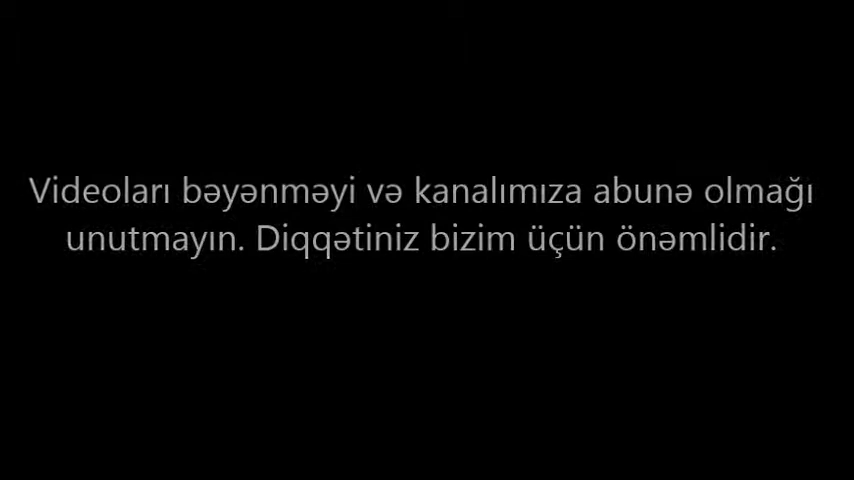 Videoları bəyənməyi və kanalımıza abunə olmağı
unutmayın. Diqqətiniz bizim üçün önəmlidir.